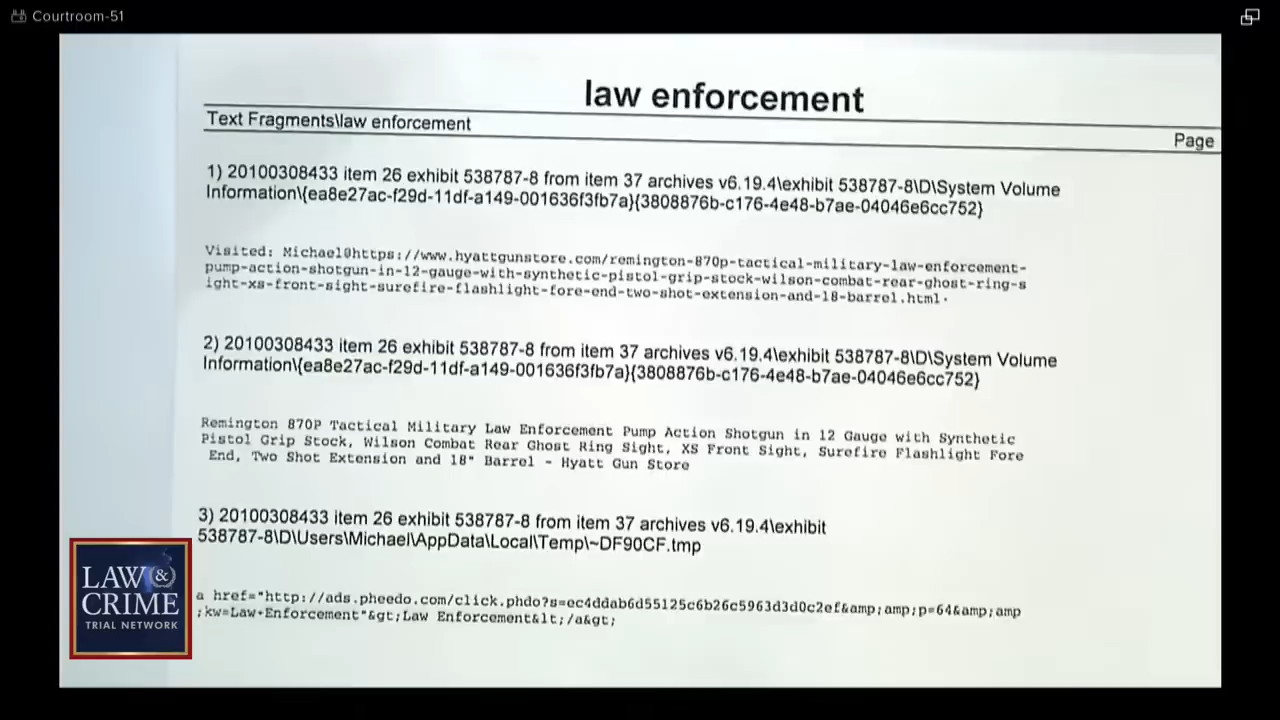 Courtroom-51
law enforcement
Text Fragments\law enforcement
Page
1) 20100308433 item 26 exhibit 538787-8 from item 37 archives v6.19.4\exhibit 538787-8\D\System Volume
Information\{ea8e27ac-f29d-11df-a149-001636f3fb7a}{3808876b-c176-4e48-b7ae-04046e6cc752}
Visited: Michael@https://www.hyattgunstore.com/remington-870p-tactical-military-law-enforcement-
pump-action-shotgun-in-12-gauge-with-synthetic-pistol-grip-stock-wilson-combat-rear-ghost-ring-s
ight-xs-front-sight-surefire-flashlight-fore-end-two-shot-extension-and-18-barrel.html·
2) 20100308433 item 26 exhibit 538787-8 from item 37 archives v6.19.4\exhibit 538787-8\D\System Volume
Information\{ea8e27ac-f29d-11df-a149-001636f3fb7a}{3808876b-c176-4e48-b7ae-04046e6cc752}
Remington 870P Tactical Military Law Enforcement Pump Action Shotgun in 12 Gauge with Synthetic
Pistol Grip Stock, Wilson Combat Rear Ghost Ring Sight, XS Front Sight, Surefire Flashlight Fore
End, Two Shot Extension and 18" Barrel - Hyatt Gun Store
3) 20100308433 item 26 exhibit 538787-8 from item 37 archives v6.19.4\exhibit
538787-8\D\Users\Michael\AppData\Local\Temp\~DF90CF.tmp
a href="http://ads.pheedo.com/click.phdo?s=ec4ddab6d55125c6b26c5963d3d0c2ef&amp;amp;p=64&amp;amp
;kw=Law+Enforcement"&gt;Law Enforcement&lt;/a&gt;
LAW &
CRIME
TRIAL NETWORK